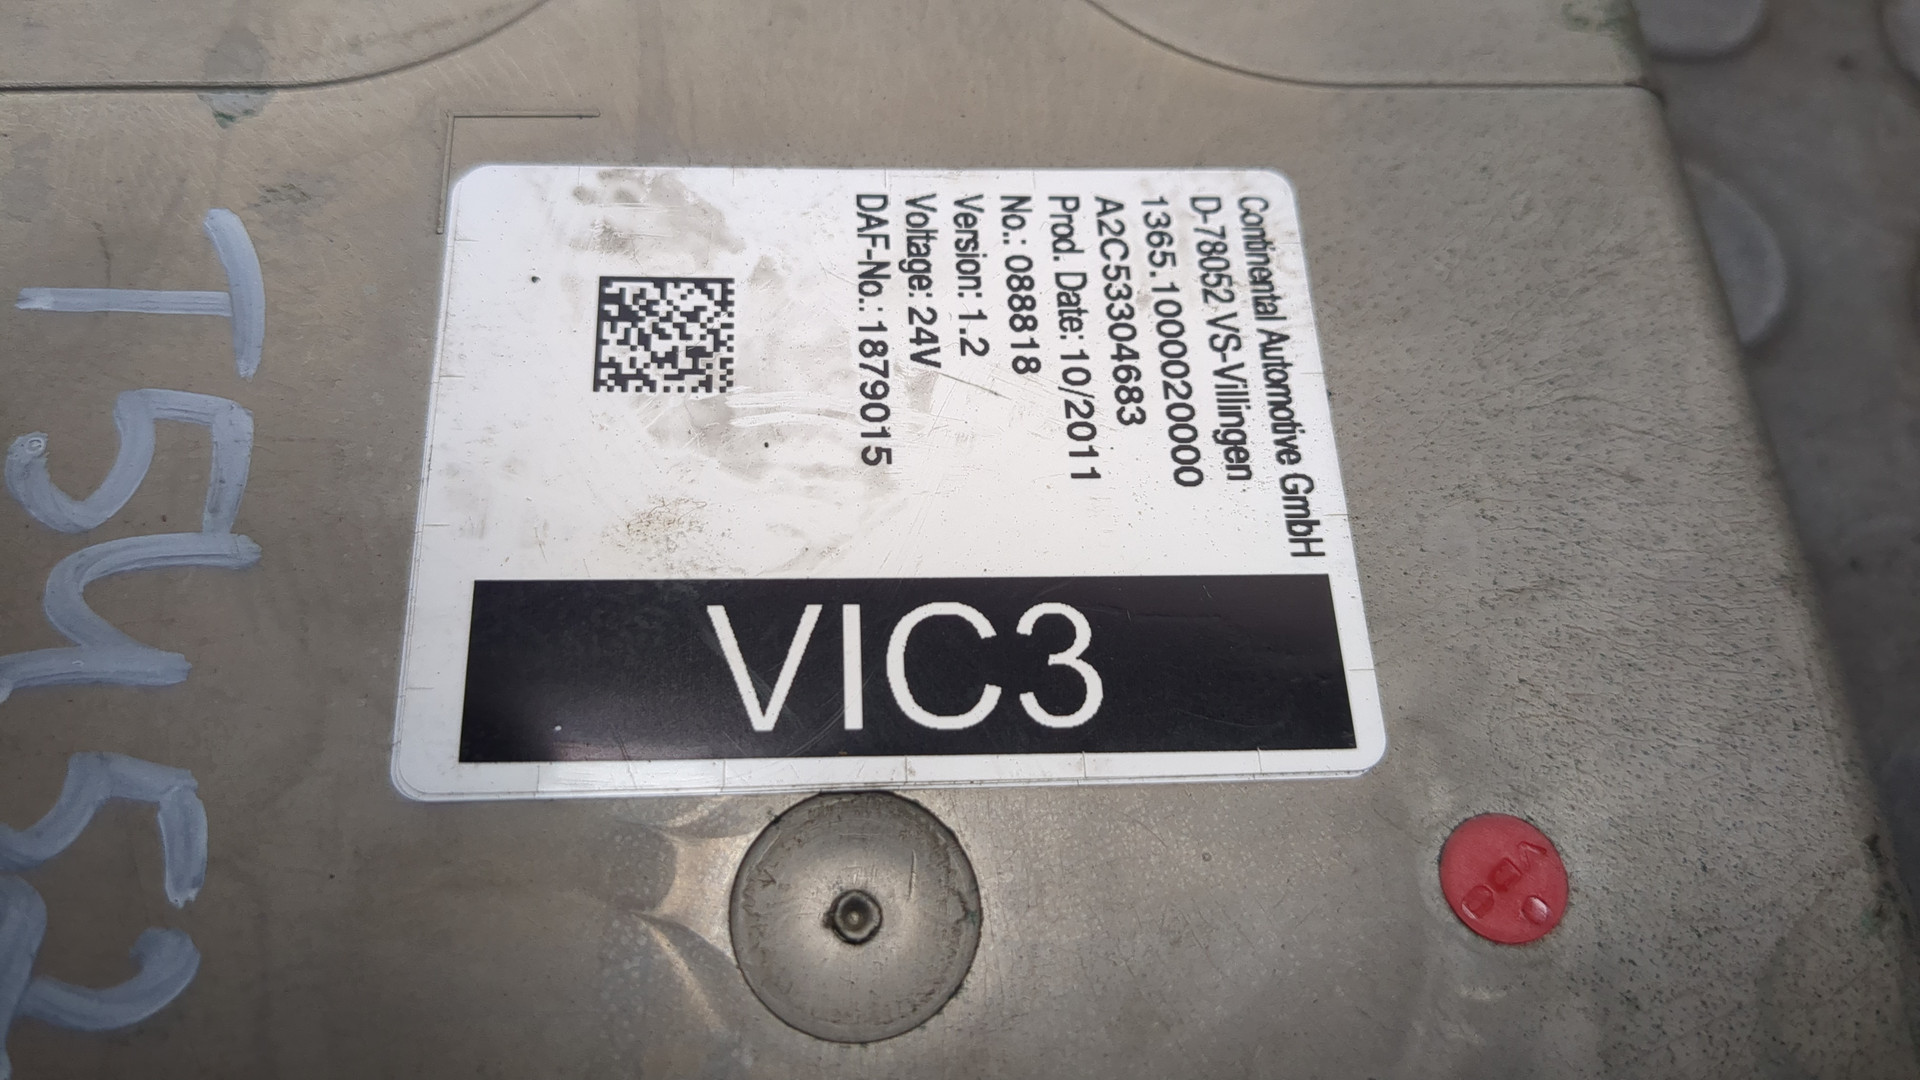 Continental Automotive GmbH
D-78052 VS-Villingen
1365.1000020000
A2C53304683
Prod. Date: 10/2011
No.: 088818
Version: 1.2
Voltage: 24V
DAF-No.: 1879015
VIC3
VDO